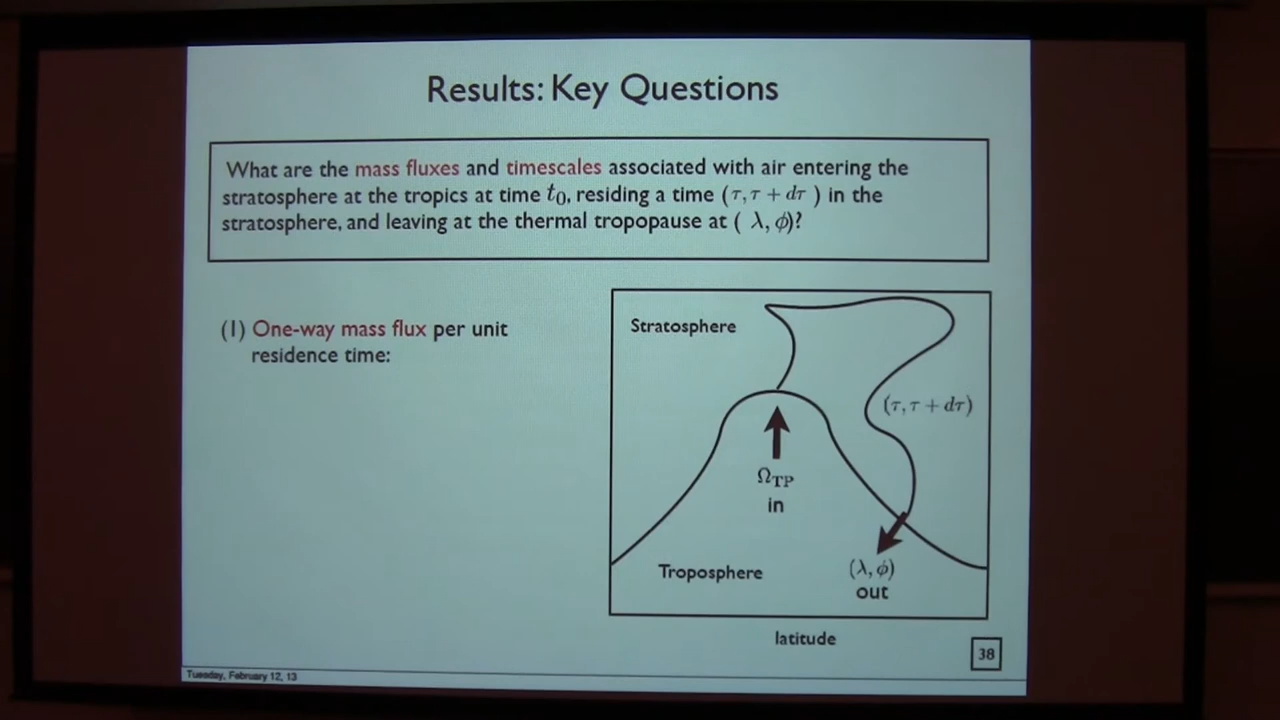 Results: Key Questions
What are the mass fluxes and timescales associated with air entering the
stratosphere at the tropics at time t₀, residing a time (τ, τ + dτ ) in the
stratosphere, and leaving at the thermal tropopause at ( λ, ϕ)?
(1) One-way mass flux per unit
residence time:
Stratosphere
(τ, τ + dτ)
Ω_TP
in
Troposphere
(λ, ϕ)
out
latitude
38
Tuesday, February 12, 13